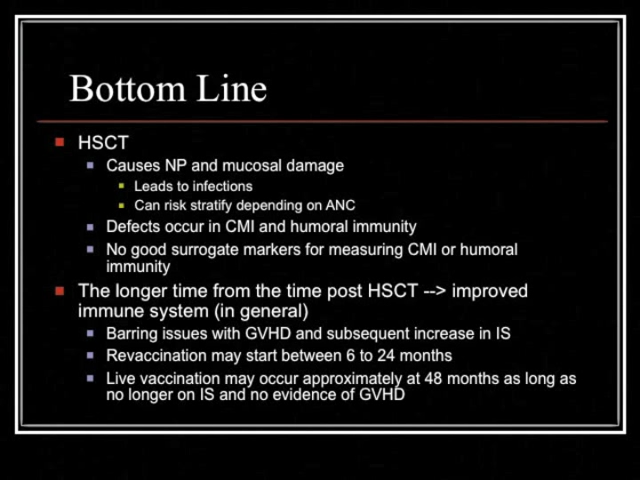 Bottom Line
HSCT
Causes NP and mucosal damage
Leads to infections
Can risk stratify depending on ANC
Defects occur in CMI and humoral immunity
No good surrogate markers for measuring CMI or humoral
immunity
The longer time from the time post HSCT --> improved
immune system (in general)
Barring issues with GVHD and subsequent increase in IS
Revaccination may start between 6 to 24 months
Live vaccination may occur approximately at 48 months as long as
no longer on IS and no evidence of GVHD